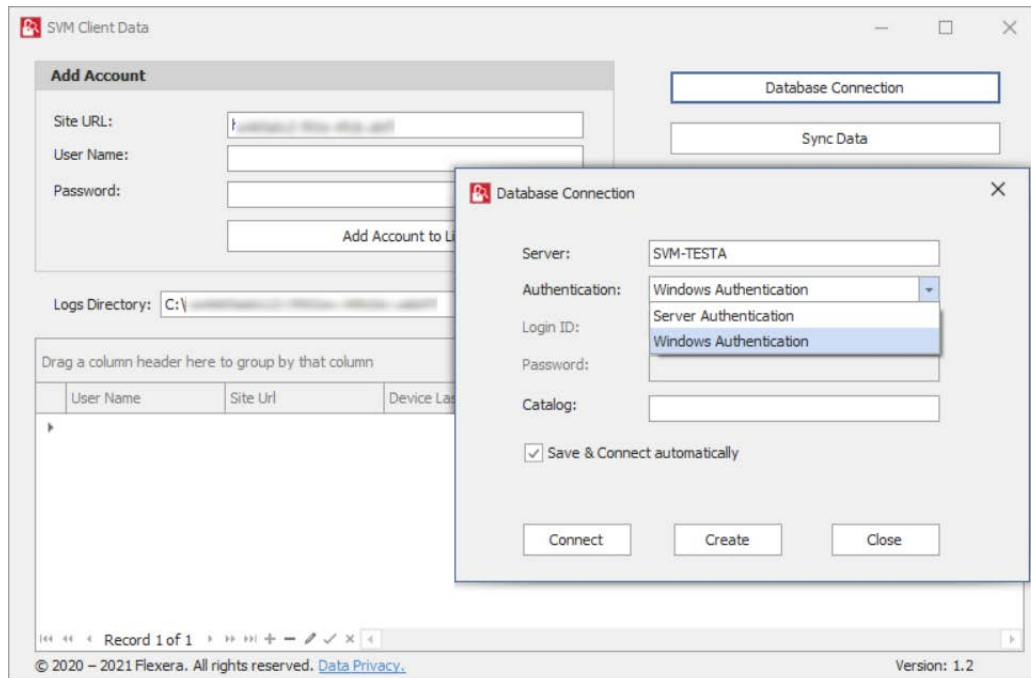 SVM Client Data
Add Account
Site URL:
User Name:
Password:
Add Account to Li
Database Connection
Sync Data
Logs Directory: C:\
Drag a column header here to group by that column
User Name Site Url Device Las
Record 1 of 1
© 2020 – 2021 Flexera. All rights reserved. Data Privacy.
Version: 1.2
Database Connection
Server: SVM-TESTA
Authentication: Windows Authentication
Server Authentication
Windows Authentication
Login ID:
Password:
Catalog:
Save & Connect automatically
Connect Create Close